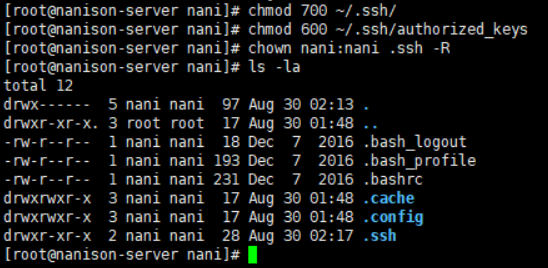 [root@nanison-server nani]# chmod 700 ~/.ssh/
[root@nanison-server nani]# chmod 600 ~/.ssh/authorized_keys
[root@nanison-server nani]# chown nani:nani .ssh -R
[root@nanison-server nani]# ls -la
total 12
drwx------  5 nani nani  97 Aug 30 02:13 .
drwxr-xr-x. 3 root root  17 Aug 30 01:48 ..
-rw-r--r--  1 nani nani  18 Dec  7  2016 .bash_logout
-rw-r--r--  1 nani nani 193 Dec  7  2016 .bash_profile
-rw-r--r--  1 nani nani 231 Dec  7  2016 .bashrc
drwxrwxr-x  3 nani nani  17 Aug 30 01:48 .cache
drwxrwxr-x  3 nani nani  17 Aug 30 01:48 .config
drwxr-xr-x  2 nani nani  28 Aug 30 02:17 .ssh
[root@nanison-server nani]#